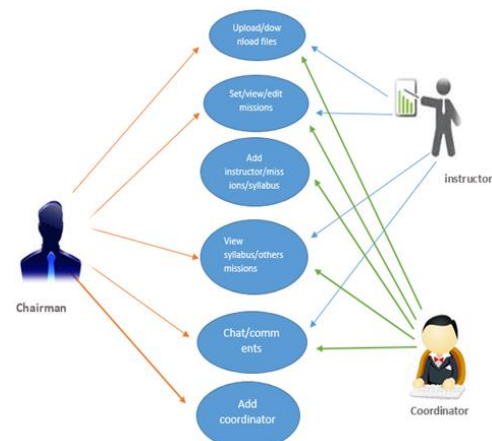 Upload/dow
nload files
Set/view/edit
missions
Add
instructor/miss
ions/syllabus
instructor
View
syllabus/others
missions
Chairman
Chat/comm
ents
Add
coordinator
Coordinator